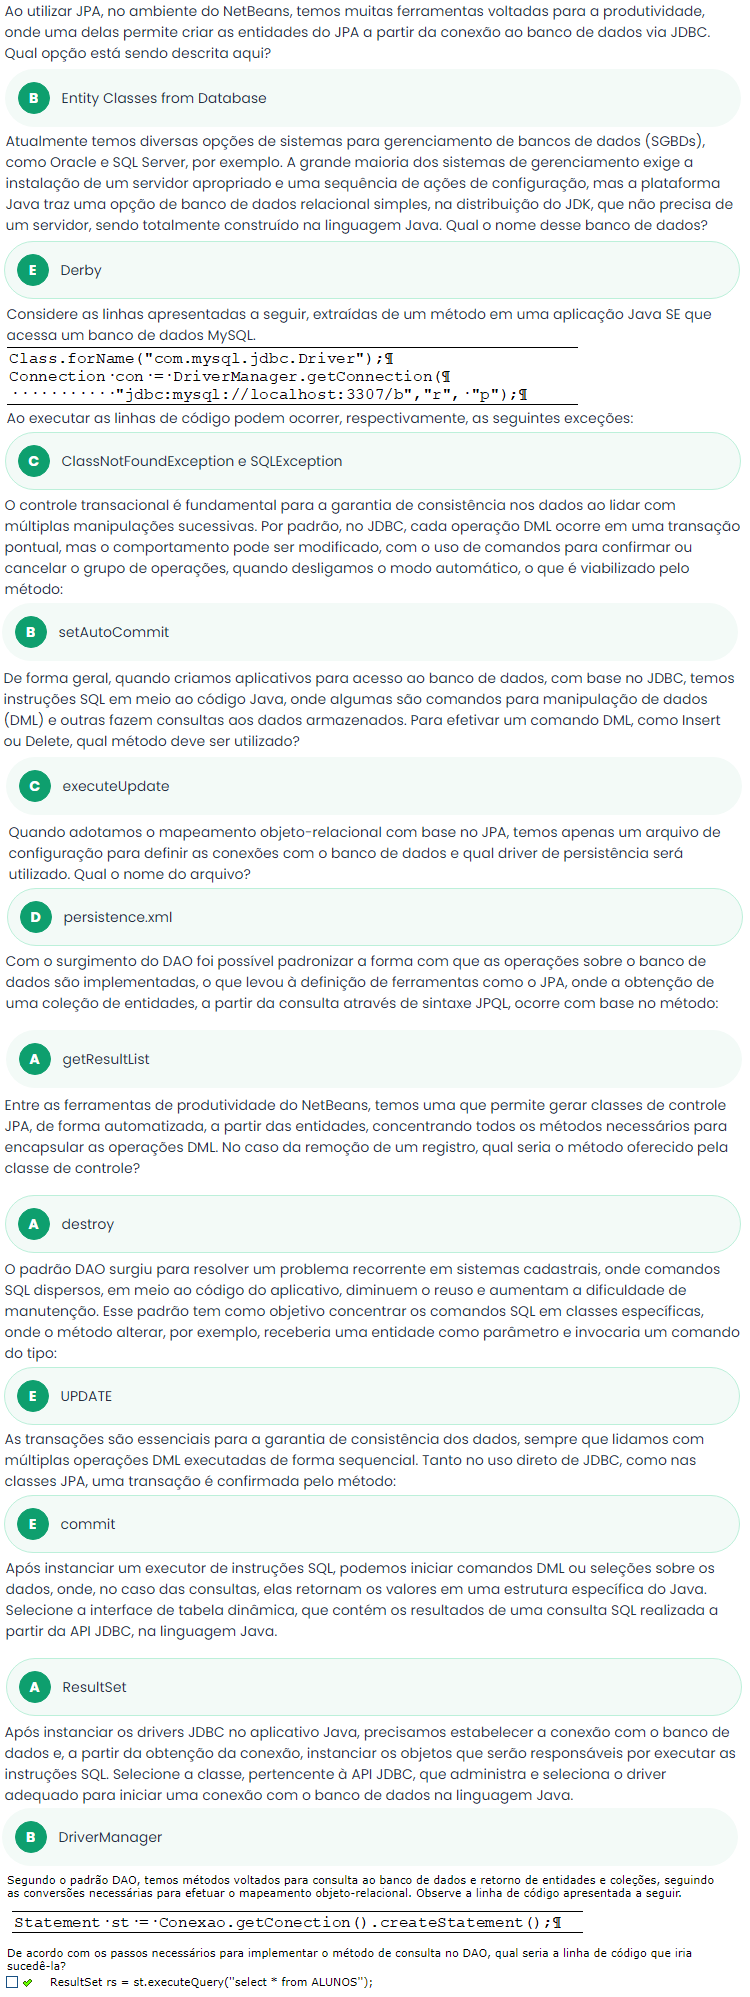 Ao utilizar JPA, no ambiente do NetBeans, temos muitas ferramentas voltadas para a produtividade,
onde uma delas permite criar as entidades do JPA a partir da conexão ao banco de dados via JDBC.
Qual opção está sendo descrita aqui?
B Entity Classes from Database
Atualmente temos diversas opções de sistemas para gerenciamento de bancos de dados (SGBDs),
como Oracle e SQL Server, por exemplo. A grande maioria dos sistemas de gerenciamento exige a
instalação de um servidor apropriado e uma sequência de ações de configuração, mas a plataforma
Java traz uma opção de banco de dados relacional simples, na distribuição do JDK, que não precisa de
um servidor, sendo totalmente construído na linguagem Java. Qual o nome desse banco de dados?
E Derby
Considere as linhas apresentadas a seguir, extraídas de um método em uma aplicação Java SE que
acessa um banco de dados MySQL.
Class.forName("com.mysql.jdbc.Driver");¶
Connection·con·=·DriverManager.getConnection(¶
···········"jdbc:mysql://localhost:3307/b","r",·"p");¶
Ao executar as linhas de código podem ocorrer, respectivamente, as seguintes exceções:
C ClassNotFoundException e SQLException
O controle transacional é fundamental para a garantia de consistência nos dados ao lidar com
múltiplas manipulações sucessivas. Por padrão, no JDBC, cada operação DML ocorre em uma transação
pontual, mas o comportamento pode ser modificado, com o uso de comandos para confirmar ou
cancelar o grupo de operações, quando desligamos o modo automático, o que é viabilizado pelo
método:
B setAutoCommit
De forma geral, quando criamos aplicativos para acesso ao banco de dados, com base no JDBC, temos
instruções SQL em meio ao código Java, onde algumas são comandos para manipulação de dados
(DML) e outras fazem consultas aos dados armazenados. Para efetivar um comando DML, como Insert
ou Delete, qual método deve ser utilizado?
C executeUpdate
Quando adotamos o mapeamento objeto-relacional com base no JPA, temos apenas um arquivo de
configuração para definir as conexões com o banco de dados e qual driver de persistência será
utilizado. Qual o nome do arquivo?
D persistence.xml
Com o surgimento do DAO foi possível padronizar a forma com que as operações sobre o banco de
dados são implementadas, o que levou à definição de ferramentas como o JPA, onde a obtenção de
uma coleção de entidades, a partir da consulta através de sintaxe JPQL, ocorre com base no método:
A getResultList
Entre as ferramentas de produtividade do NetBeans, temos uma que permite gerar classes de controle
JPA, de forma automatizada, a partir das entidades, concentrando todos os métodos necessários para
encapsular as operações DML. No caso da remoção de um registro, qual seria o método oferecido pela
classe de controle?
A destroy
O padrão DAO surgiu para resolver um problema recorrente em sistemas cadastrais, onde comandos
SQL dispersos, em meio ao código do aplicativo, diminuem o reuso e aumentam a dificuldade de
manutenção. Esse padrão tem como objetivo concentrar os comandos SQL em classes específicas,
onde o método alterar, por exemplo, receberia uma entidade como parâmetro e invocaria um comando
do tipo:
E UPDATE
As transações são essenciais para a garantia de consistência dos dados, sempre que lidamos com
múltiplas operações DML executadas de forma sequencial. Tanto no uso direto de JDBC, como nas
classes JPA, uma transação é confirmada pelo método:
E commit
Após instanciar um executor de instruções SQL, podemos iniciar comandos DML ou seleções sobre os
dados, onde, no caso das consultas, elas retornam os valores em uma estrutura específica do Java.
Selecione a interface de tabela dinâmica, que contém os resultados de uma consulta SQL realizada a
partir da API JDBC, na linguagem Java.
A ResultSet
Após instanciar os drivers JDBC no aplicativo Java, precisamos estabelecer a conexão com o banco de
dados e, a partir da obtenção da conexão, instanciar os objetos que serão responsáveis por executar as
instruções SQL. Selecione a classe, pertencente à API JDBC, que administra e seleciona o driver
adequado para iniciar uma conexão com o banco de dados na linguagem Java.
B DriverManager
Segundo o padrão DAO, temos métodos voltados para consulta ao banco de dados e retorno de entidades e coleções, seguindo
as conversões necessárias para efetuar o mapeamento objeto-relacional. Observe a linha de código apresentada a seguir.
Statement·st·=·Conexao.getConection().createStatement();¶
De acordo com os passos necessários para implementar o método de consulta no DAO, qual seria a linha de código que iria
sucedê-la?
ResultSet rs = st.executeQuery("select * from ALUNOS");